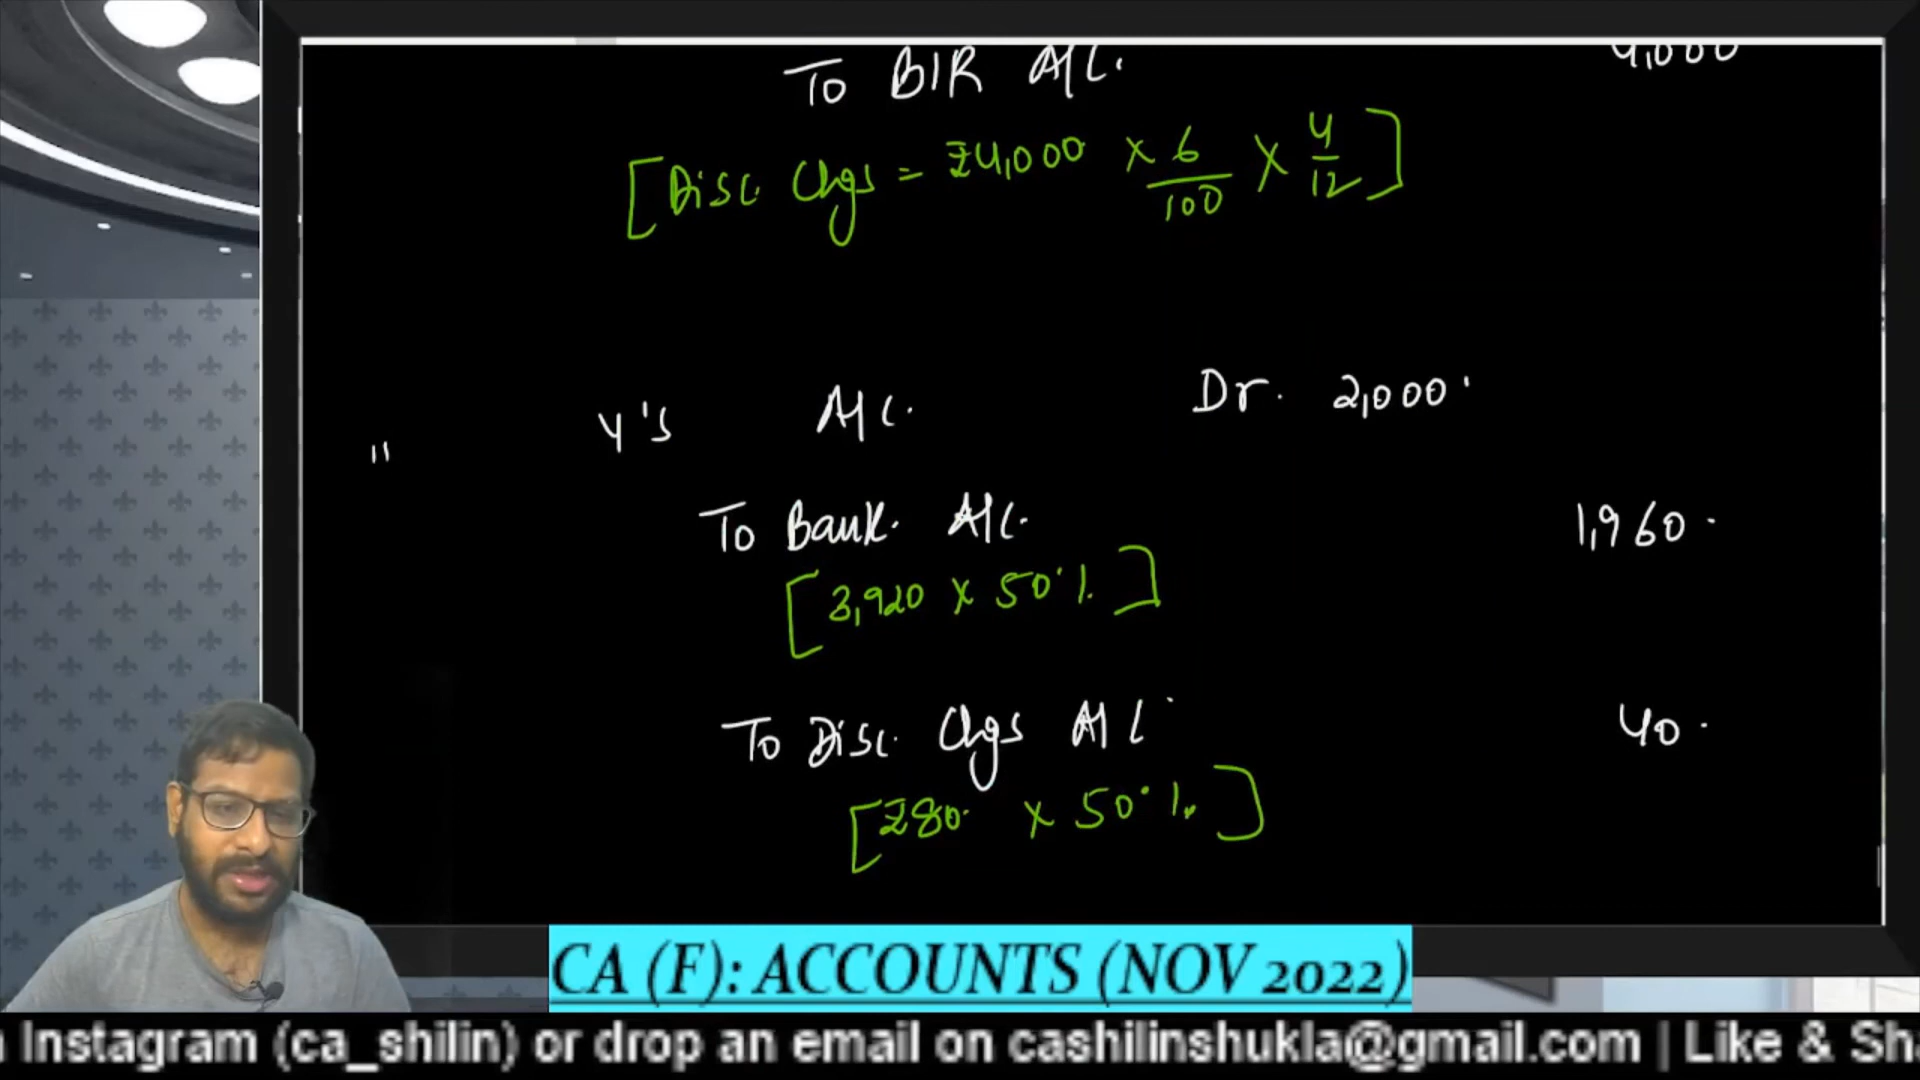 To B/R A/c. 4,000
[Disc. Chgs = ₹4,000 × 6/100 × 4/12]
" Y's A/c. Dr. 2,000.
To Bank. A/c. 1,960.
[3,920 × 50%.]
To Disc. Chgs A/c 40.
[₹80. × 50%.]
CA (F): ACCOUNTS (NOV 2022)
Instagram (ca_shilin) or drop an email on cashilinshukla@gmail.com | Like & Sha